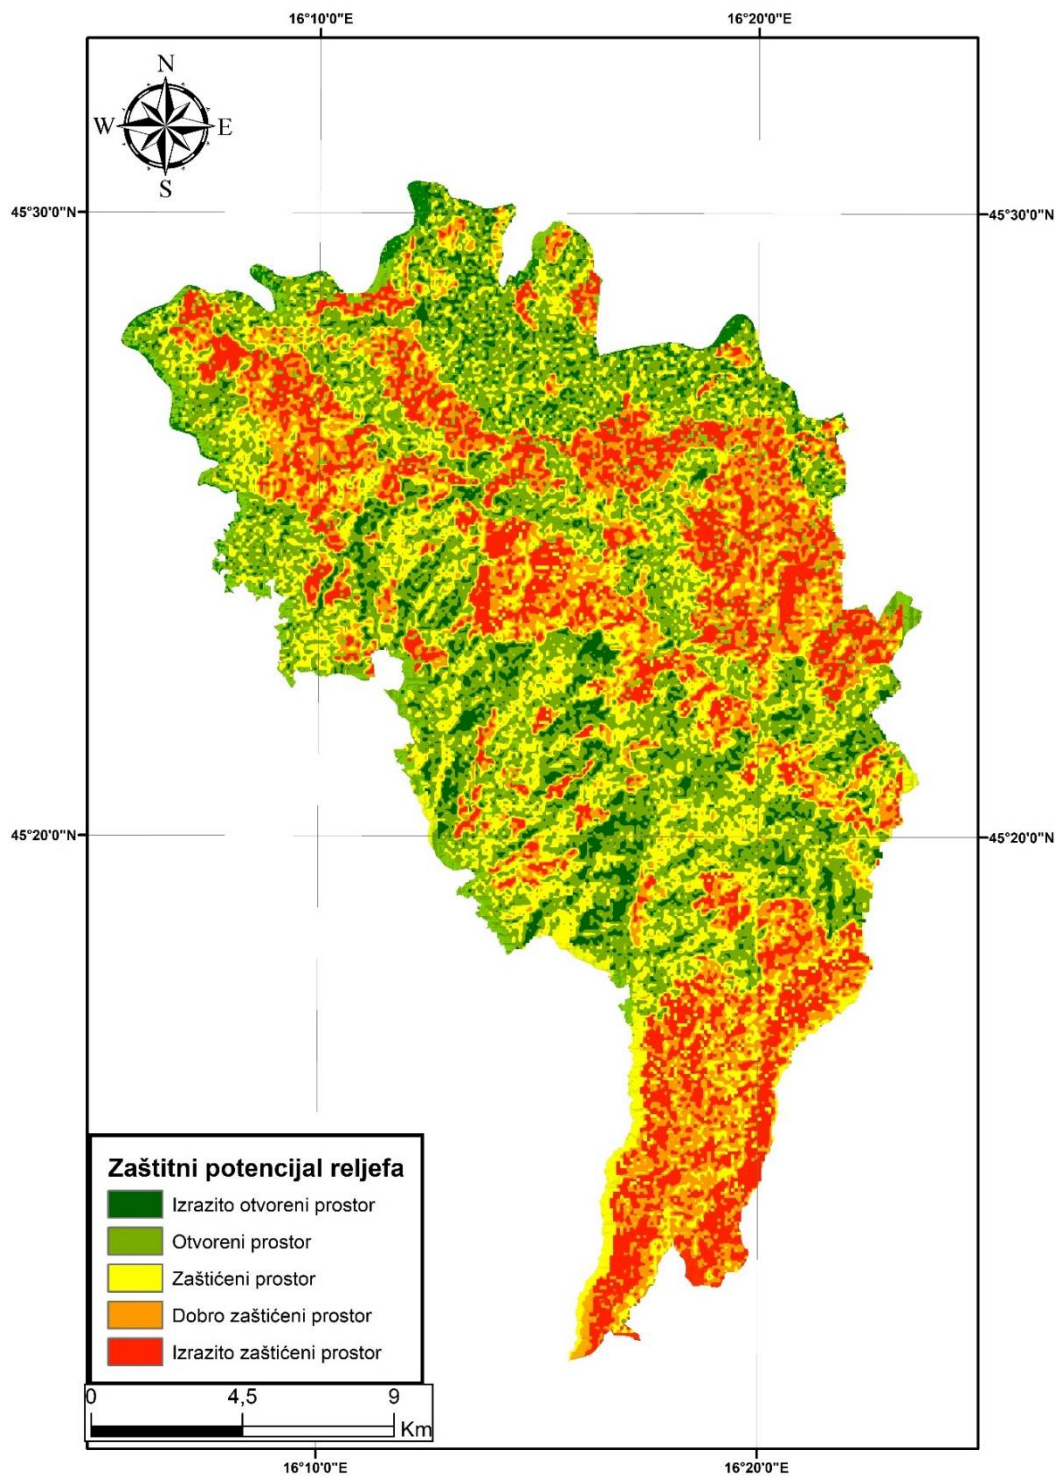 16°10'0"E 16°20'0"E
N
W E
S
45°30'0"N 45°30'0"N
45°20'0"N 45°20'0"N
Zaštitni potencijal reljefa
Izrazito otvoreni prostor
Otvoreni prostor
Zaštićeni prostor
Dobro zaštićeni prostor
Izrazito zaštićeni prostor
0 4,5 9
Km
16°10'0"E 16°20'0"E